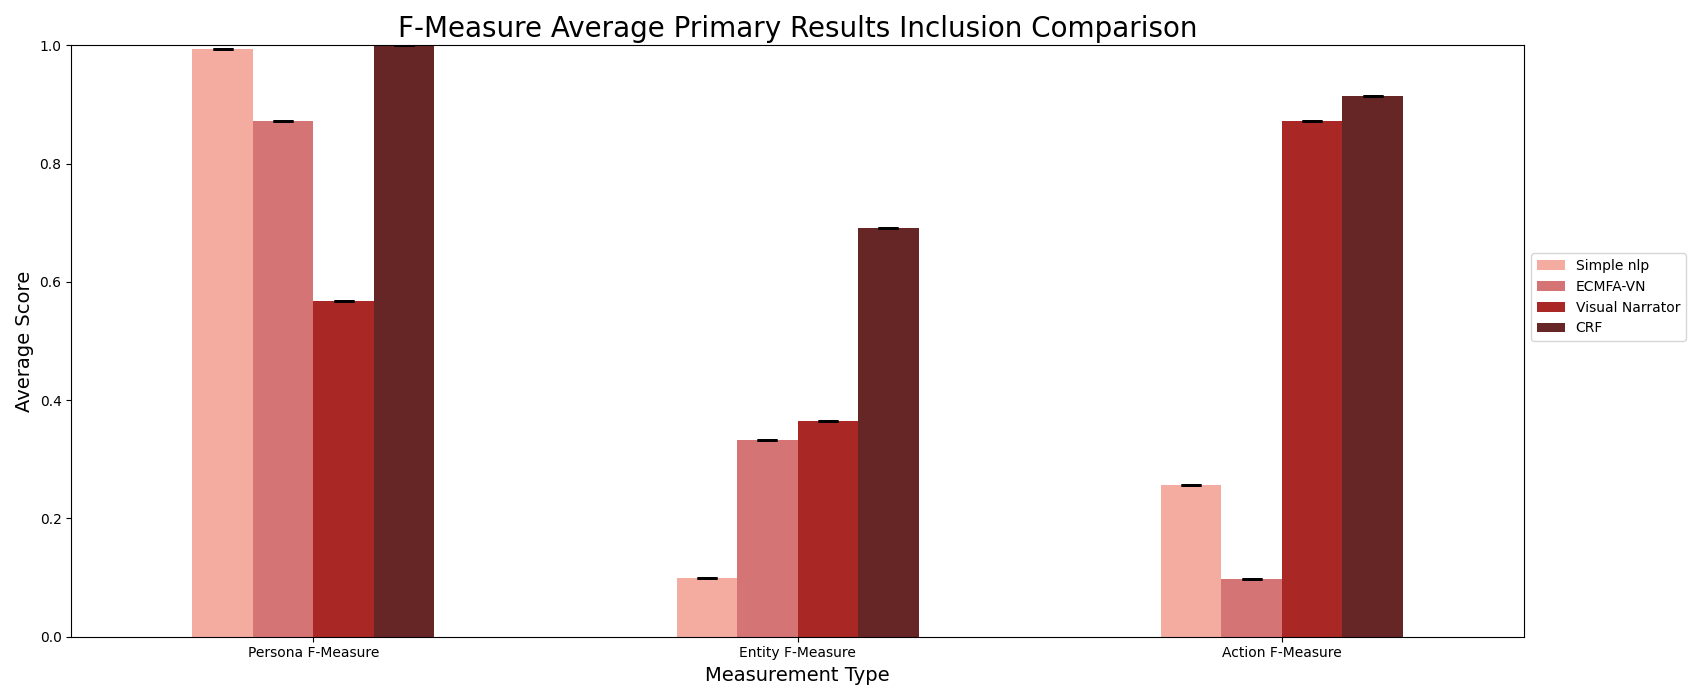 F-Measure Average Primary Results Inclusion Comparison
Average Score
1.0
0.8
0.6
0.4
0.2
0.0
Persona F-Measure
Entity F-Measure
Action F-Measure
Measurement Type
Simple nlp
ECMFA-VN
Visual Narrator
CRF